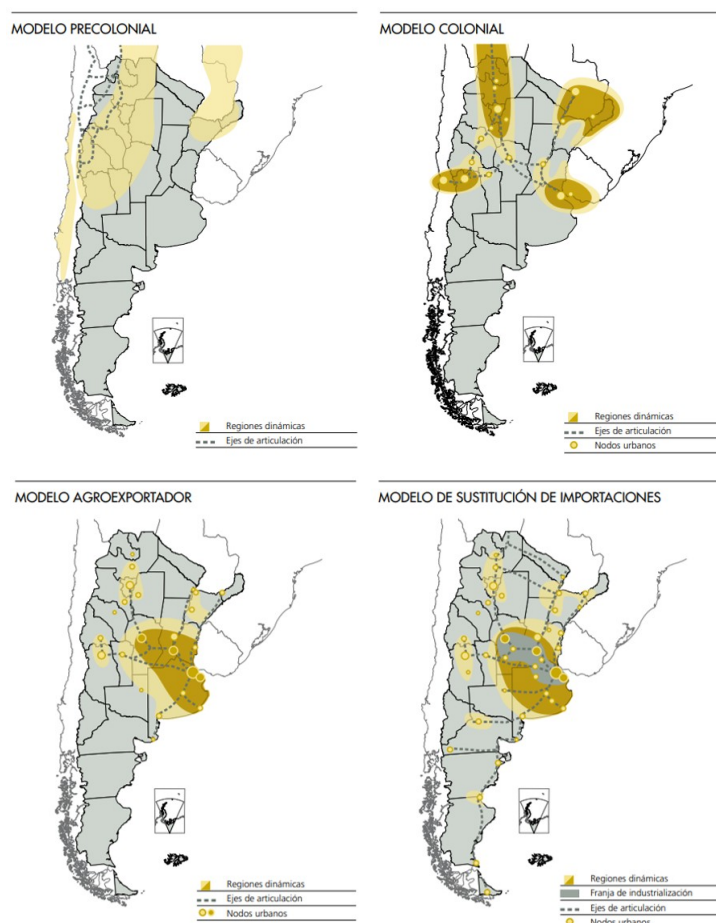 MODELO PRECOLONIAL
MODELO COLONIAL
Regiones dinámicas
Ejes de articulación
Regiones dinámicas
Ejes de articulación
Nodos urbanos
MODELO AGROEXPORTADOR
MODELO DE SUSTITUCIÓN DE IMPORTACIONES
Regiones dinámicas
Ejes de articulación
Nodos urbanos
Regiones dinámicas
Franja de industrialización
Ejes de articulación
Nodos urbanos